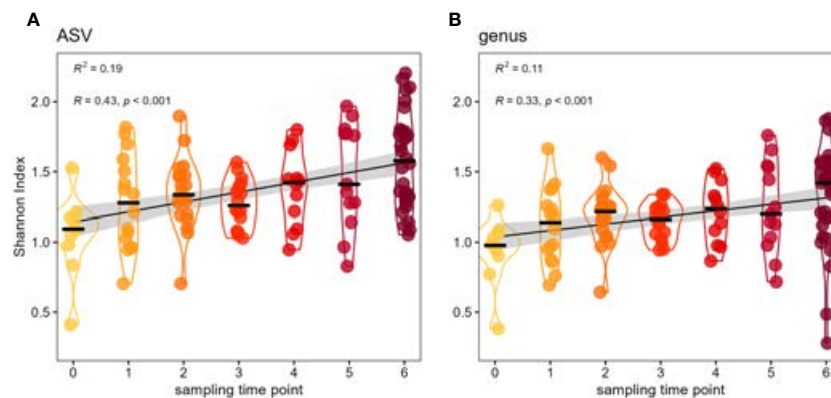 A
ASV
R² = 0.19
R = 0.43, p < 0.001
Shannon Index
2.0
1.5
1.0
0.5
0 1 2 3 4 5 6
sampling time point
B
genus
R² = 0.11
R = 0.33, p < 0.001
2.0
1.5
1.0
0.5
0 1 2 3 4 5 6
sampling time point